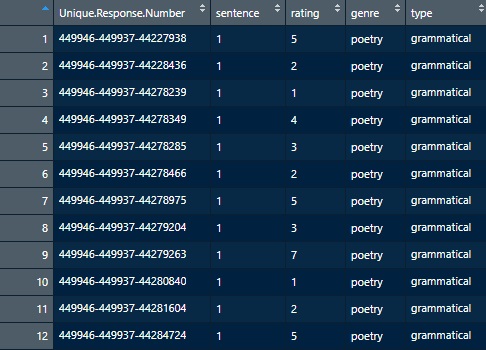 Unique.Response.Number sentence rating genre type
1 449946-449937-44227938 1 5 poetry grammatical
2 449946-449937-44228436 1 2 poetry grammatical
3 449946-449937-44278239 1 1 poetry grammatical
4 449946-449937-44278349 1 4 poetry grammatical
5 449946-449937-44278285 1 3 poetry grammatical
6 449946-449937-44278466 1 2 poetry grammatical
7 449946-449937-44278975 1 5 poetry grammatical
8 449946-449937-44279204 1 3 poetry grammatical
9 449946-449937-44279263 1 7 poetry grammatical
10 449946-449937-44280840 1 1 poetry grammatical
11 449946-449937-44281604 1 2 poetry grammatical
12 449946-449937-44284724 1 5 poetry grammatical